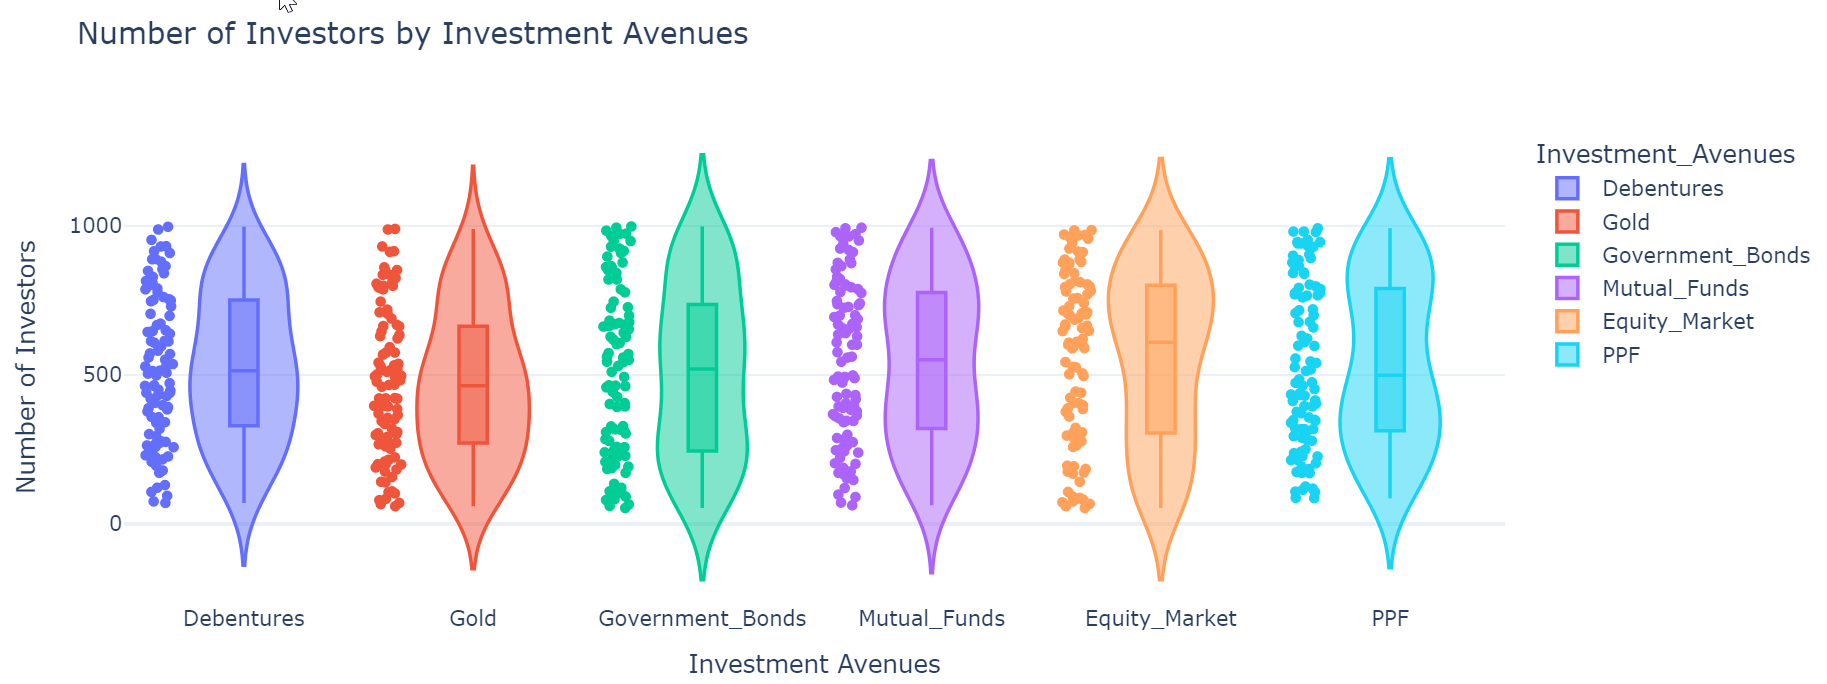 Number of Investors by Investment Avenues
Number of Investors
1000
500
0
Debentures
Gold
Government_Bonds
Mutual_Funds
Equity_Market
PPF
Investment Avenues
Investment_Avenues
Debentures
Gold
Government_Bonds
Mutual_Funds
Equity_Market
PPF